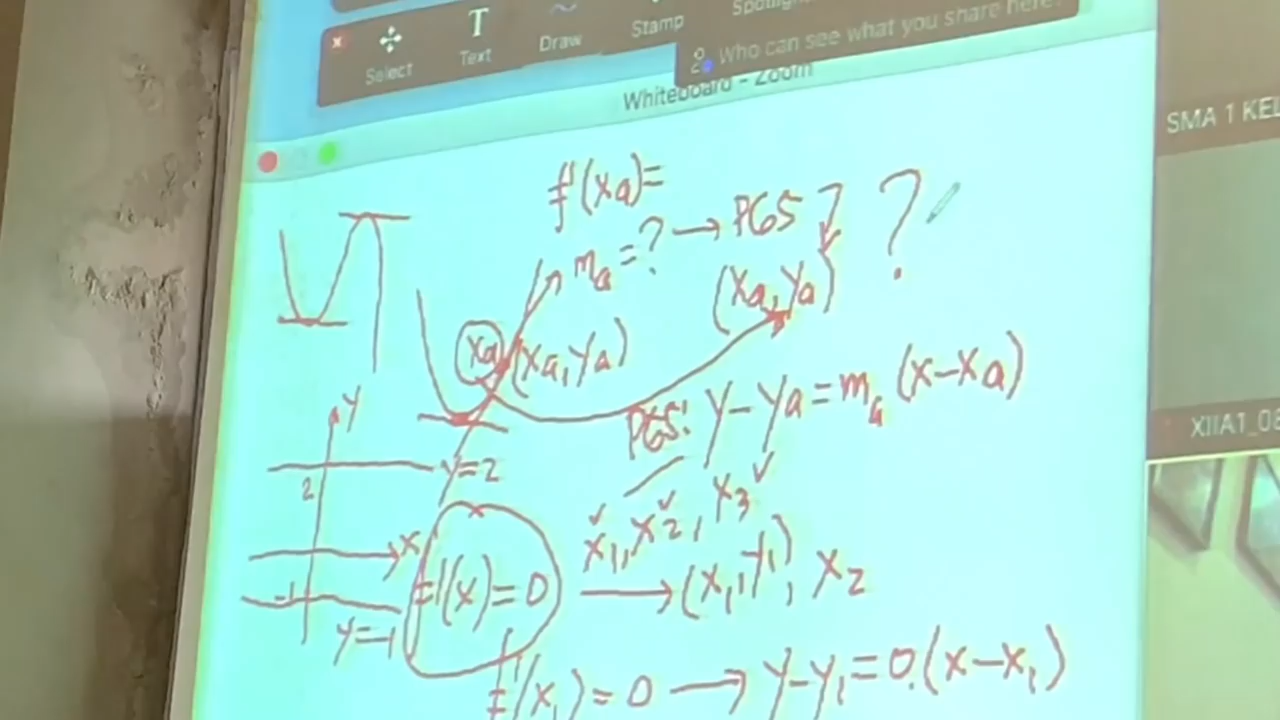 Select Text Draw Stamp Spotlight
Who can see what you share here?
Whiteboard - Zoom
SMA 1 KEL
f'(xa)=
ma=? → PGS ? ?
(xa, ya)
xa (xa, ya)
PGS: y-ya=ma(x-xa)
y
y=2
2
x1, x2, x3
x
f'(x)=0 → (x1, y1), x2
-1
y=-1
f'(x1)=0 → y-y1=0.(x-x1)
XIIA1_08